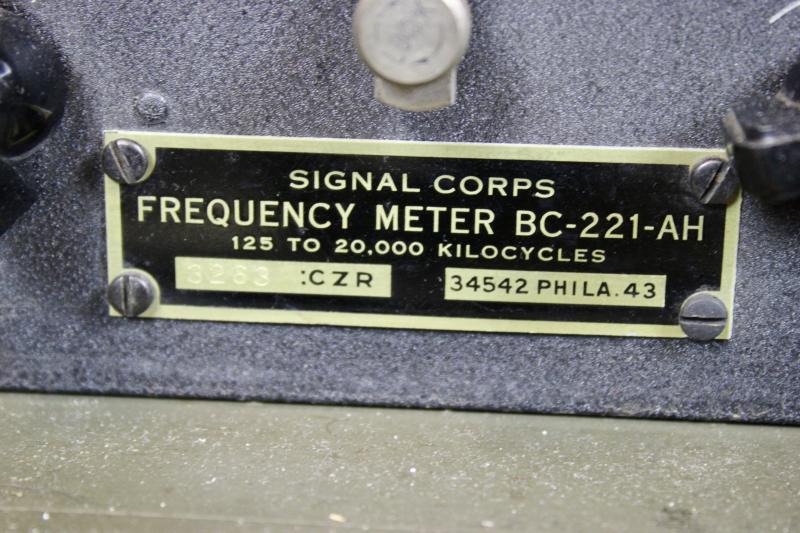 SIGNAL CORPS
FREQUENCY METER BC-221-AH
125 TO 20,000 KILOCYCLES
3263 :CZR 34542 PHILA. 43